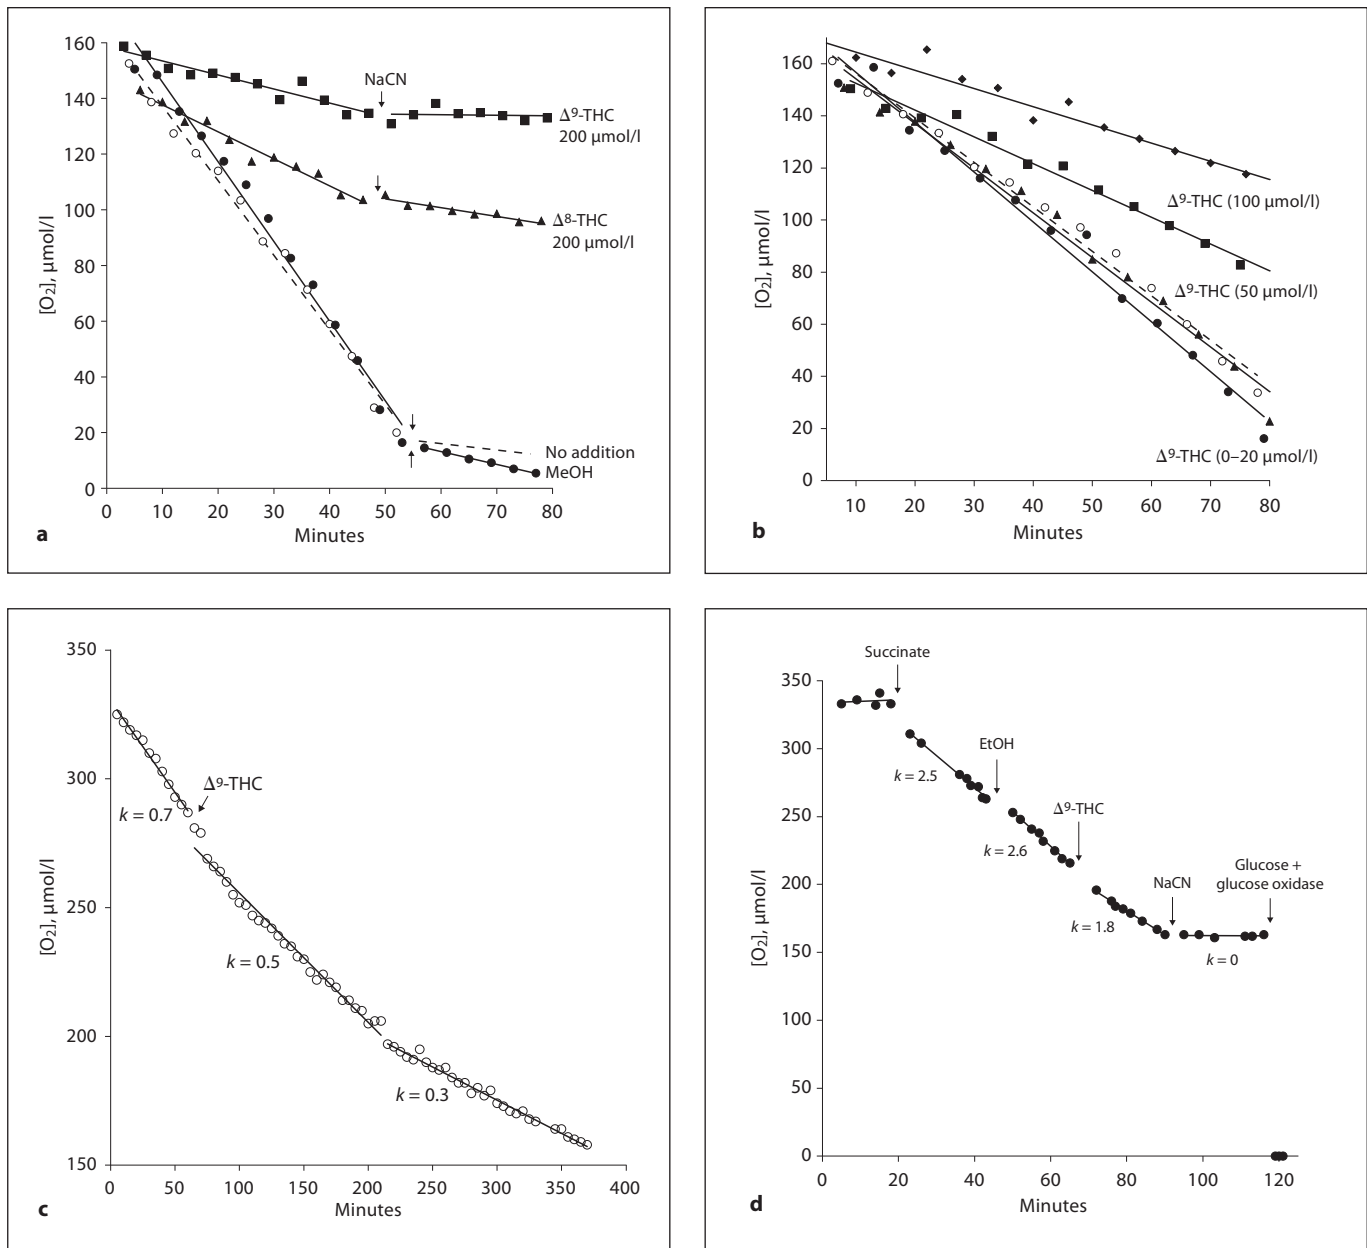 160
140
120
100
80
60
40
20
0
[O2], μmol/l
NaCN
Δ9-THC
200 μmol/l
Δ8-THC
200 μmol/l
No addition
MeOH
0 10 20 30 40 50 60 70 80
Minutes
a
160
140
120
100
80
60
40
20
0
[O2], μmol/l
Δ9-THC (100 μmol/l)
Δ9-THC (50 μmol/l)
Δ9-THC (0–20 μmol/l)
10 20 30 40 50 60 70 80
Minutes
b
350
300
250
200
150
[O2], μmol/l
Δ9-THC
k = 0.7
k = 0.5
k = 0.3
0 50 100 150 200 250 300 350 400
Minutes
c
350
300
250
200
150
100
50
0
[O2], μmol/l
Succinate
EtOH
k = 2.5
Δ9-THC
k = 2.6
Glucose +
NaCN glucose oxidase
k = 1.8
k = 0
0 20 40 60 80 100 120
Minutes
d